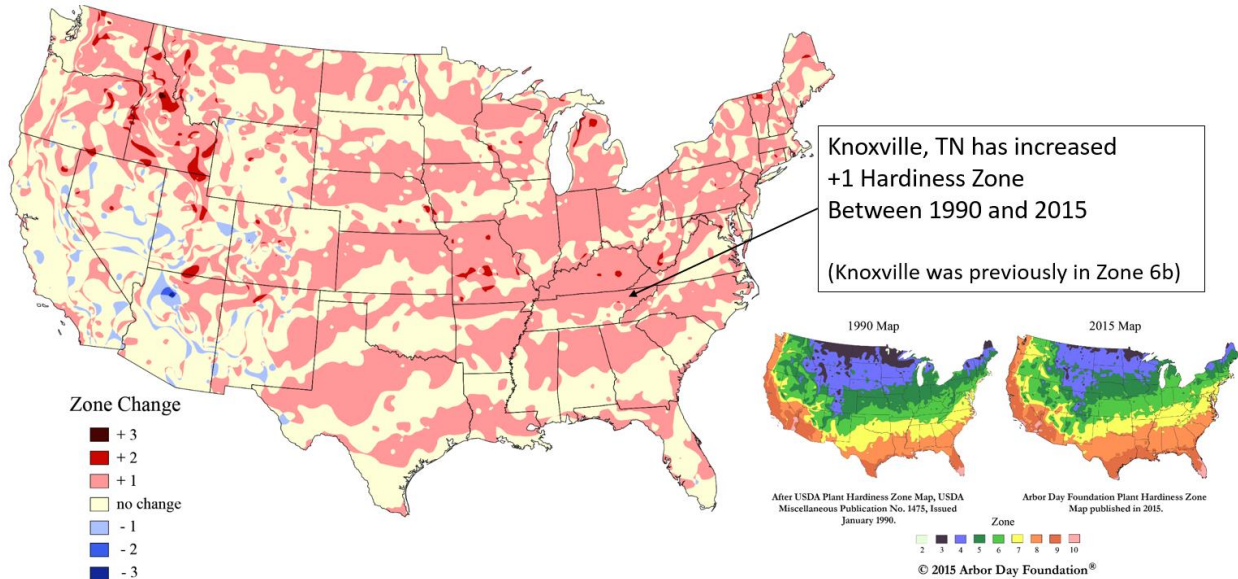 Knoxville, TN has increased
+1 Hardiness Zone
Between 1990 and 2015
(Knoxville was previously in Zone 6b)
Zone Change
+ 3
+ 2
+ 1
no change
- 1
- 2
- 3
1990 Map
2015 Map
After USDA Plant Hardiness Zone Map, USDA
Miscellaneous Publication No. 1475, Issued
January 1990.
Arbor Day Foundation Plant Hardiness Zone
Map published in 2015.
Zone
2 3 4 5 6 7 8 9 10
© 2015 Arbor Day Foundation®